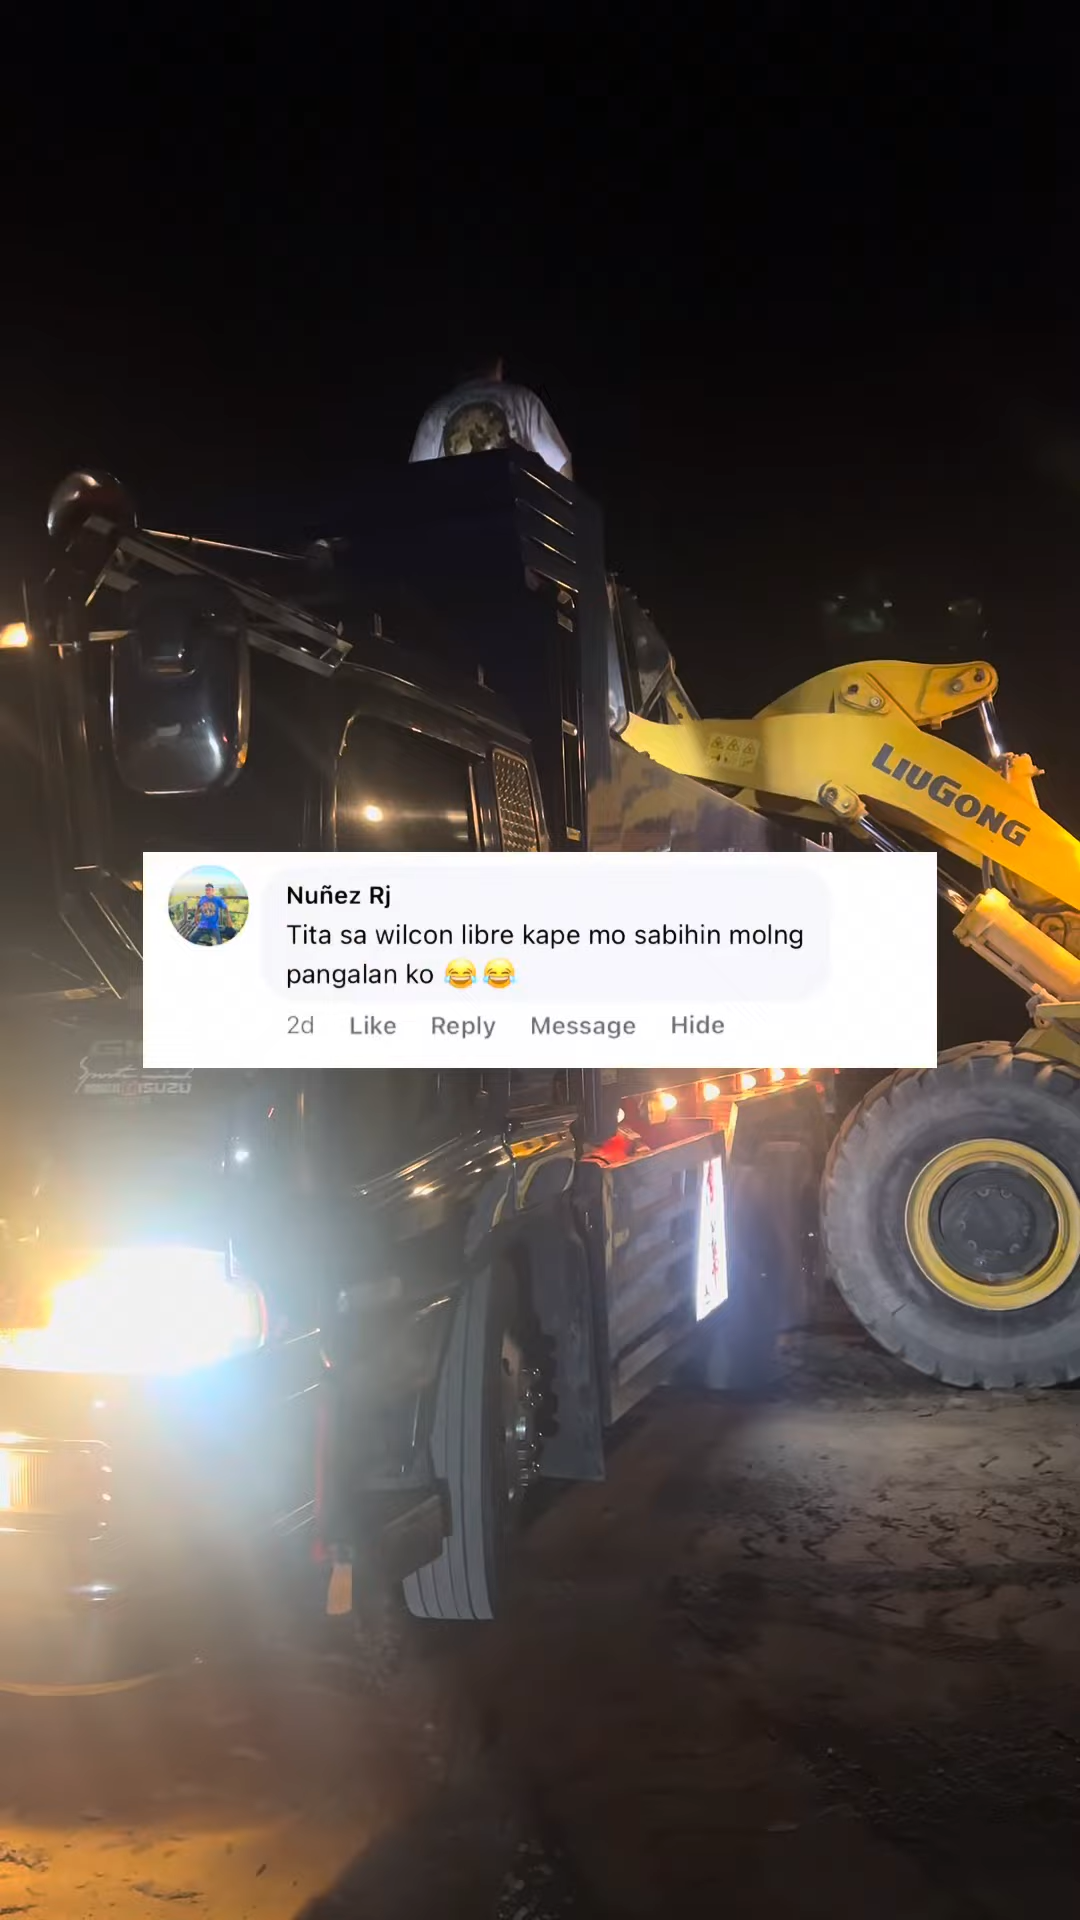 LIUGONG
Nuñez Rj
Tita sa wilcon libre kape mo sabihin molng
pangalan ko 😂😂
2d Like Reply Message Hide
ISUZU